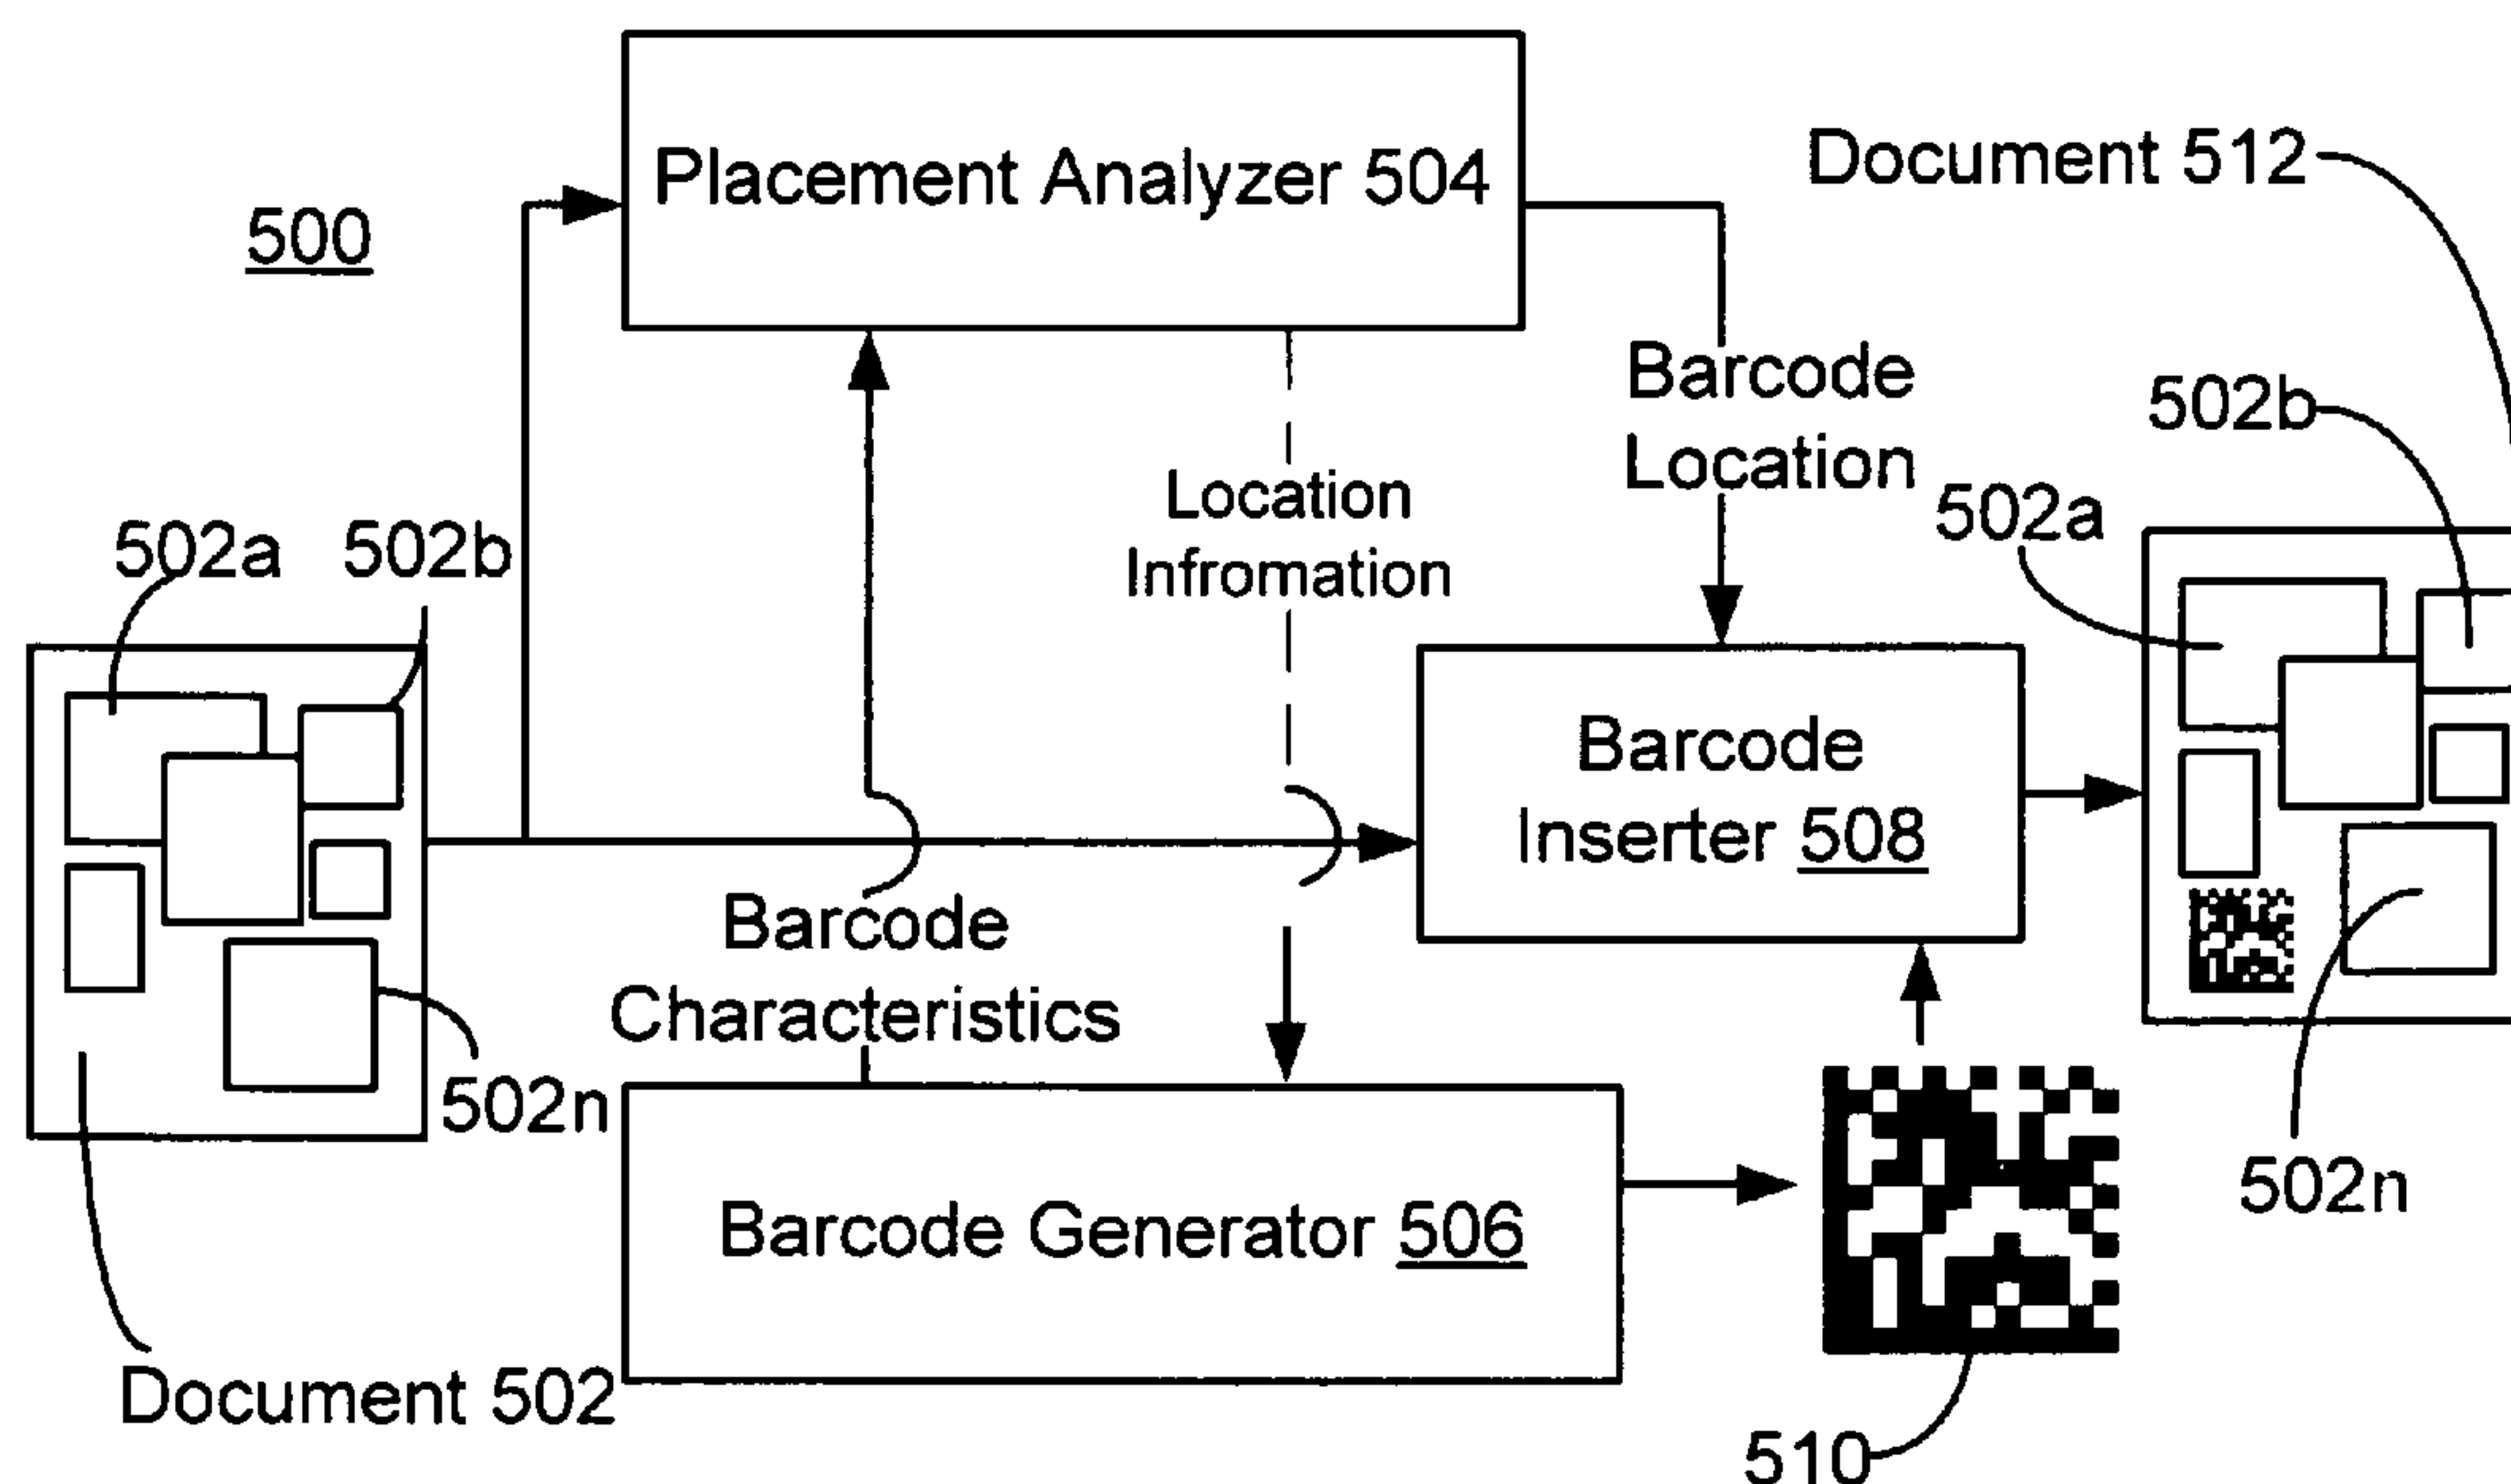 Placement Analyzer 504
Document 512
500
Barcode
Location
502b
Location
Infromation
502a
502a
502b
Barcode
Inserter 508
Barcode
Characteristics
502n
502n
Barcode Generator 506
Document 502
510